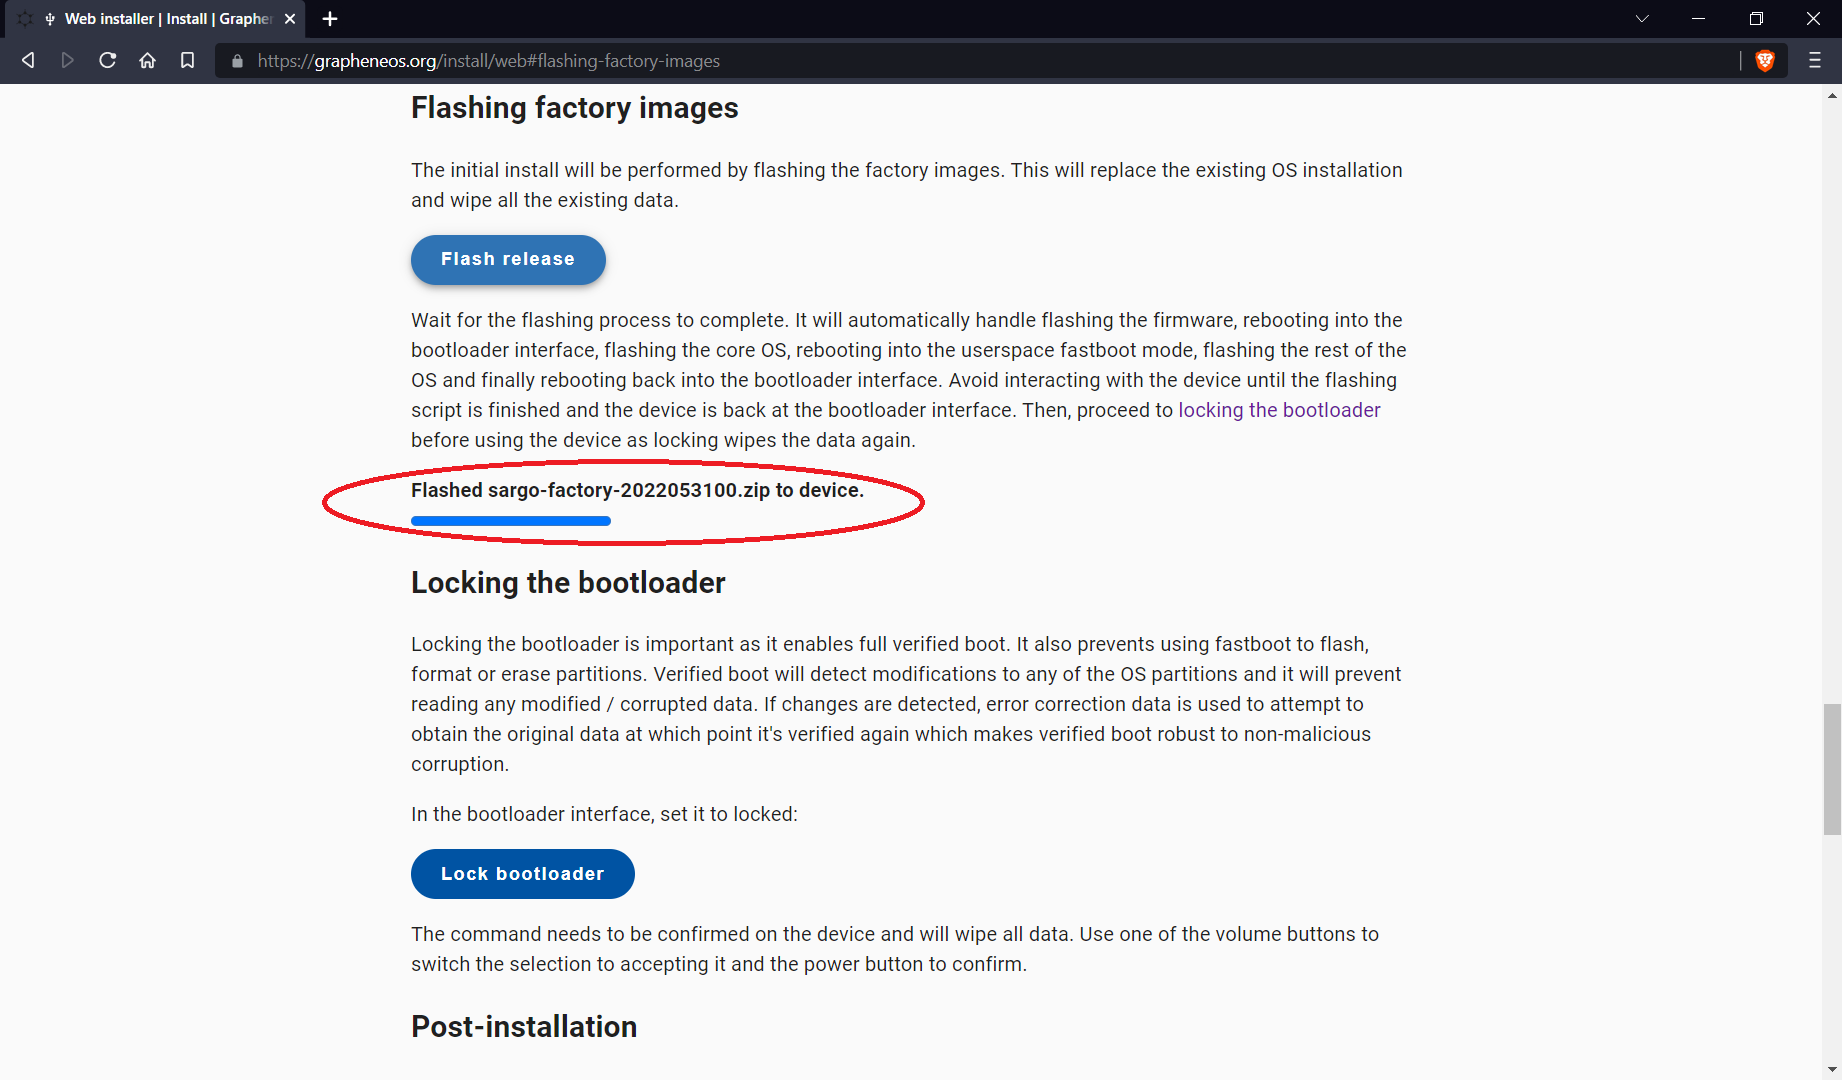 Web installer | Install | Graphe
https://grapheneos.org/install/web#flashing-factory-images
Flashing factory images
The initial install will be performed by flashing the factory images. This will replace the existing OS installation
and wipe all the existing data.
Flash release
Wait for the flashing process to complete. It will automatically handle flashing the firmware, rebooting into the
bootloader interface, flashing the core OS, rebooting into the userspace fastboot mode, flashing the rest of the
OS and finally rebooting back into the bootloader interface. Avoid interacting with the device until the flashing
script is finished and the device is back at the bootloader interface. Then, proceed to locking the bootloader
before using the device as locking wipes the data again.
Flashed sargo-factory-2022053100.zip to device.
Locking the bootloader
Locking the bootloader is important as it enables full verified boot. It also prevents using fastboot to flash,
format or erase partitions. Verified boot will detect modifications to any of the OS partitions and it will prevent
reading any modified / corrupted data. If changes are detected, error correction data is used to attempt to
obtain the original data at which point it's verified again which makes verified boot robust to non-malicious
corruption.
In the bootloader interface, set it to locked:
Lock bootloader
The command needs to be confirmed on the device and will wipe all data. Use one of the volume buttons to
switch the selection to accepting it and the power button to confirm.
Post-installation